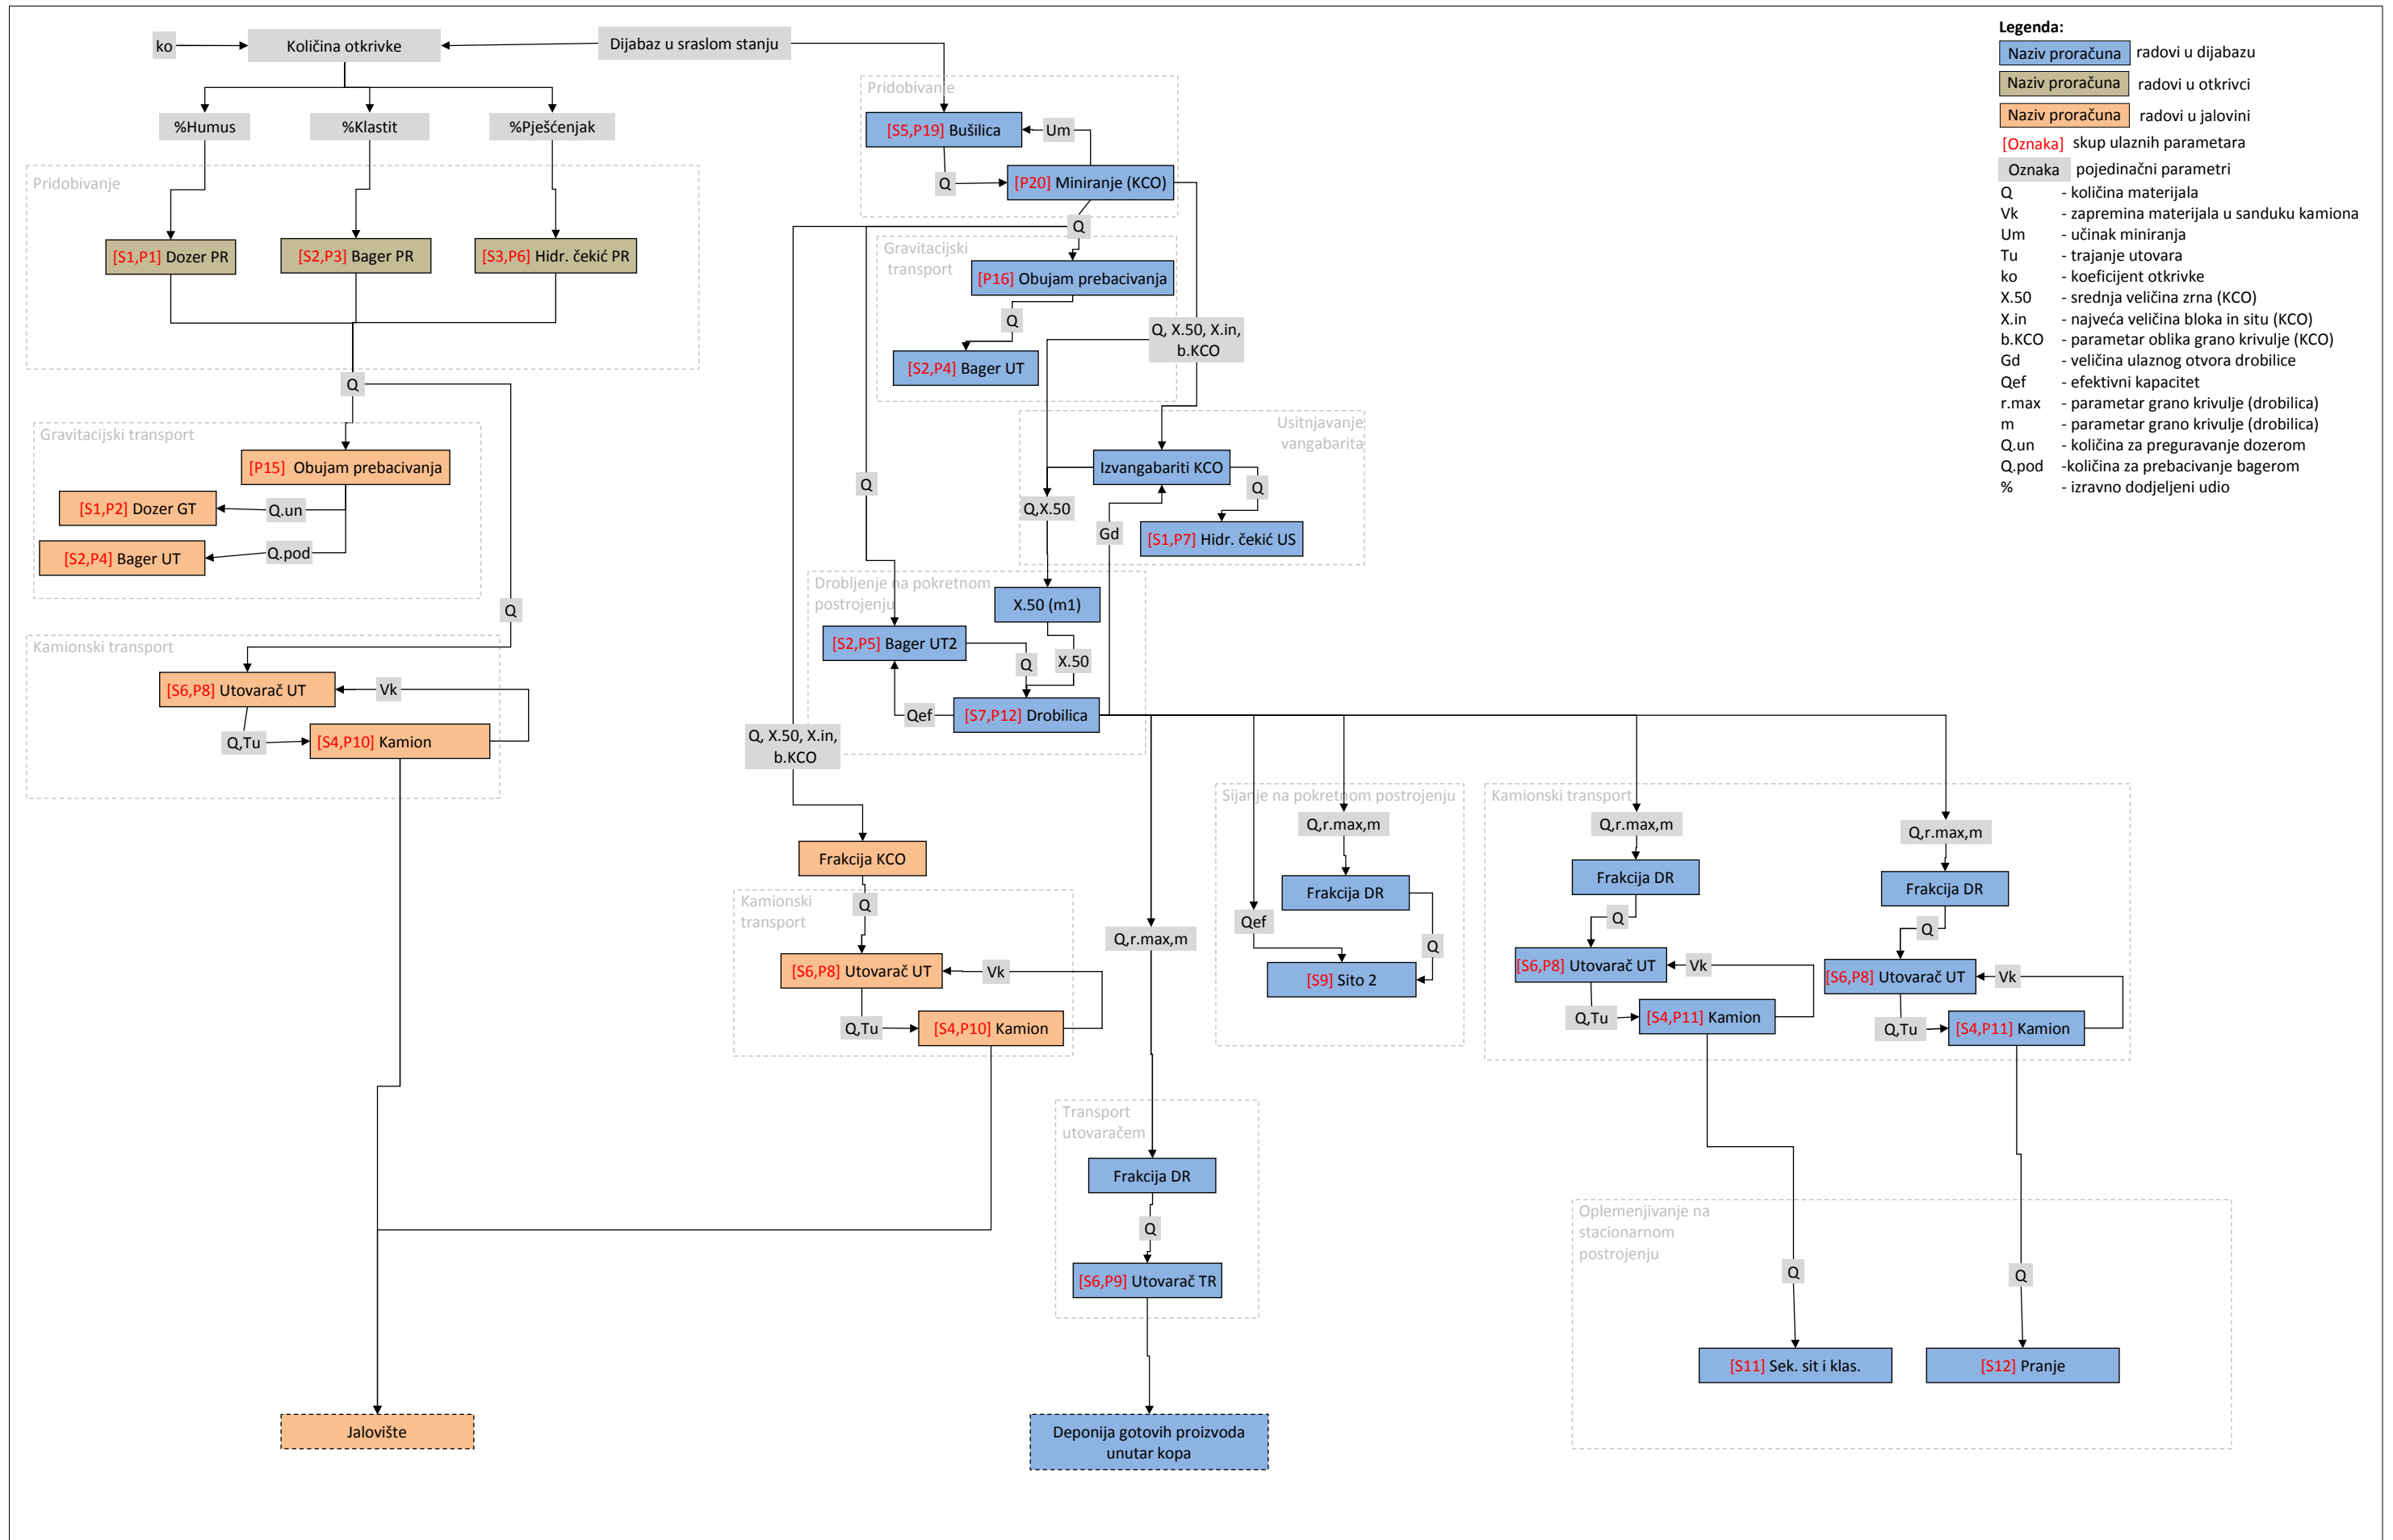 ko
Količina otkrivke
Dijabaz u sraslom stanju
%Humus
%Klastit
%Pješćenjak
Pridobivanje
[S1,P1] Dozer PR
[S2,P3] Bager PR
[S3,P6] Hidr. čekić PR
Q
Gravitacijski transport
[P15] Obujam prebacivanja
[S1,P2] Dozer GT
Q.un
[S2,P4] Bager UT
Q.pod
Q
Kamionski transport
[S6,P8] Utovarač UT
Vk
Q,Tu
[S4,P10] Kamion
Jalovište
Pridobivanje
[S5,P19] Bušilica
Um
Q
[P20] Miniranje (KCO)
Q
Gravitacijski
transport
[P16] Obujam prebacivanja
Q
[S2,P4] Bager UT
Q, X.50, X.in,
b.KCO
Usitnjavanje
vangabarita
Izvangabariti KCO
Q
Q
Q,X.50
Gd
[S1,P7] Hidr. čekić US
Drobljenje na pokretnom
postrojenju
X.50 (m1)
[S2,P5] Bager UT2
Q
X.50
Qef
[S7,P12] Drobilica
Q, X.50, X.in,
b.KCO
Frakcija KCO
Kamionski
transport
Q
[S6,P8] Utovarač UT
Vk
Q,Tu
[S4,P10] Kamion
Q,r.max,m
Transport
utovaračem
Frakcija DR
Q
[S6,P9] Utovarač TR
Deponija gotovih proizvoda
unutar kopa
Sijanje na pokretnom postrojenju
Q,r.max,m
Frakcija DR
Qef
Q
[S9] Sito 2
Kamionski transport
Q,r.max,m
Frakcija DR
Q
[S6,P8] Utovarač UT
Vk
Q,Tu
[S4,P11] Kamion
Q,r.max,m
Frakcija DR
Q
[S6,P8] Utovarač UT
Vk
Q,Tu
[S4,P11] Kamion
Oplemenjivanje na
stacionarnom
postrojenju
Q
Q
[S11] Sek. sit i klas.
[S12] Pranje
Legenda:
Naziv proračuna radovi u dijabazu
Naziv proračuna radovi u otkrivci
Naziv proračuna radovi u jalovini
[Oznaka] skup ulaznih parametara
Oznaka pojedinačni parametri
Q - količina materijala
Vk - zapremina materijala u sanduku kamiona
Um - učinak miniranja
Tu - trajanje utovara
ko - koeficijent otkrivke
X.50 - srednja veličina zrna (KCO)
X.in - najveća veličina bloka in situ (KCO)
b.KCO - parametar oblika grano krivulje (KCO)
Gd - veličina ulaznog otvora drobilice
Qef - efektivni kapacitet
r.max - parametar grano krivulje (drobilica)
m - parametar grano krivulje (drobilica)
Q.un - količina za preguravanje dozerom
Q.pod -količina za prebacivanje bagerom
% - izravno dodjeljeni udio